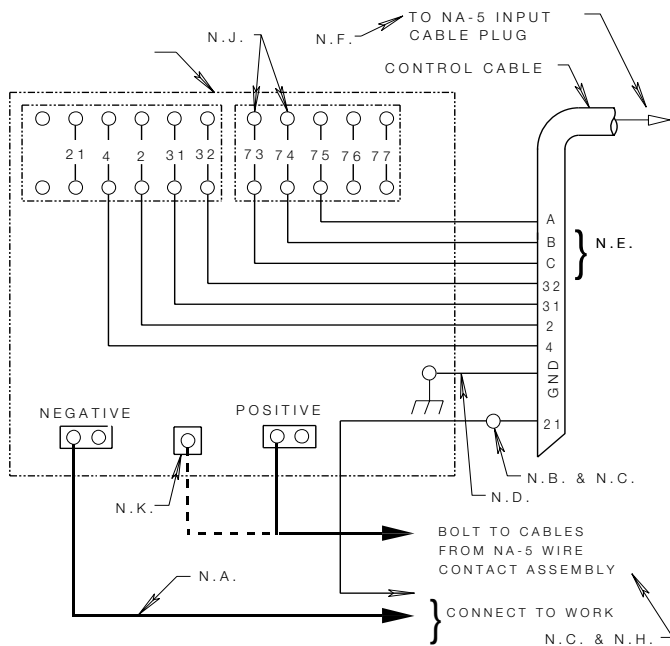 TO NA-5 INPUT
CABLE PLUG
N.J.
N.F.
CONTROL CABLE
21 4 2 31 32 73 74 75 76 77
A
B
N.E.
C
32
31
2
4
GND
21
NEGATIVE
POSITIVE
N.B. & N.C.
N.D.
N.K.
BOLT TO CABLES
FROM NA-5 WIRE
CONTACT ASSEMBLY
N.A.
CONNECT TO WORK
N.C. & N.H.